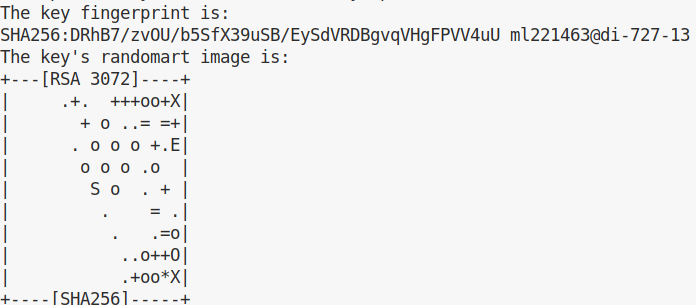 The key fingerprint is:
SHA256:DRhB7/zvOU/b5SfX39uSB/EySdVRDBgvqVHgFPVV4uU ml221463@di-727-13
The key's randomart image is:
+---[RSA 3072]----+
|     .+.  +++oo+X|
|       + o ..= =+|
|      . o o o +.E|
|       o o o .o  |
|        S o  . + |
|         .    = .|
|          .   .=o|
|           ..o++O|
|           .+oo*X|
+----[SHA256]-----+